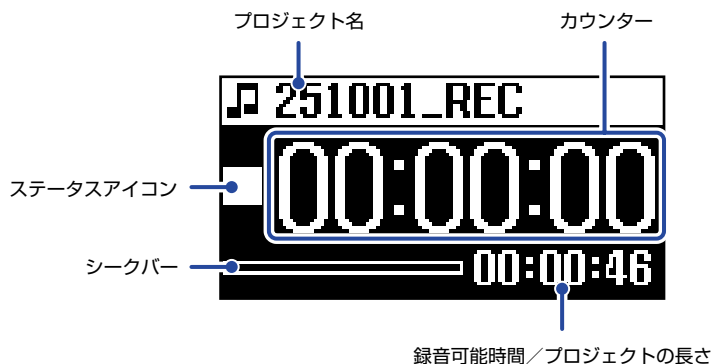 プロジェクト名
カウンター
251001_REC
ステータスアイコン
00:00:00
シークバー
00:00:46
録音可能時間／プロジェクトの長さ